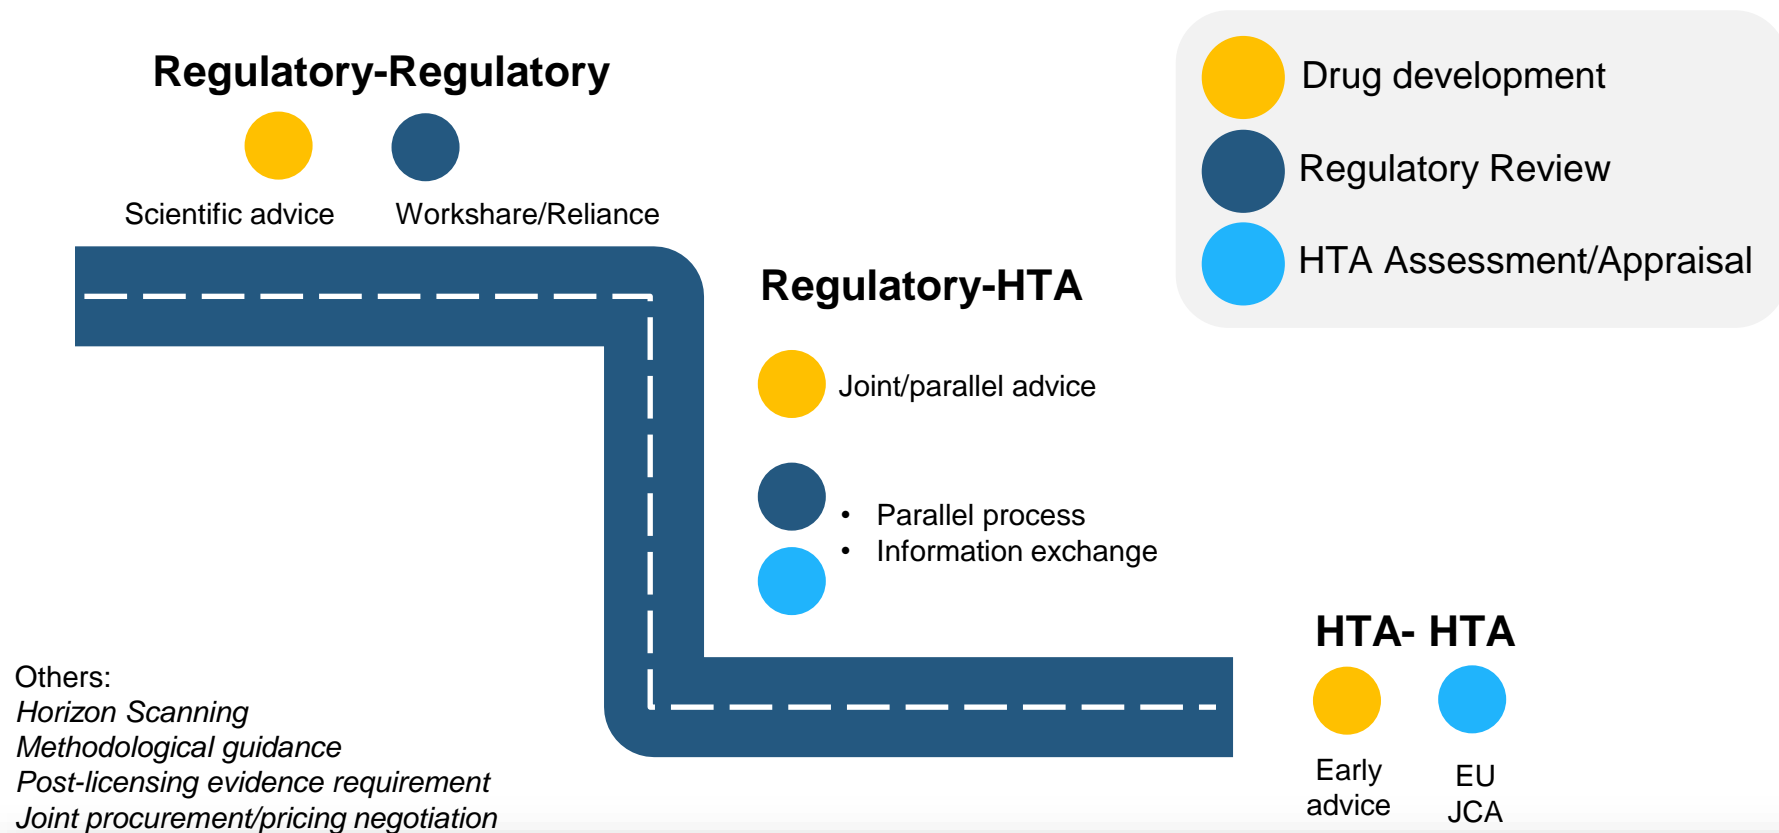 Regulatory-Regulatory
Scientific advice
Workshare/Reliance
Drug development
Regulatory Review
HTA Assessment/Appraisal
Regulatory-HTA
Joint/parallel advice
• Parallel process
• Information exchange
HTA- HTA
Early
advice
EU
JCA
Others:
Horizon Scanning
Methodological guidance
Post-licensing evidence requirement
Joint procurement/pricing negotiation